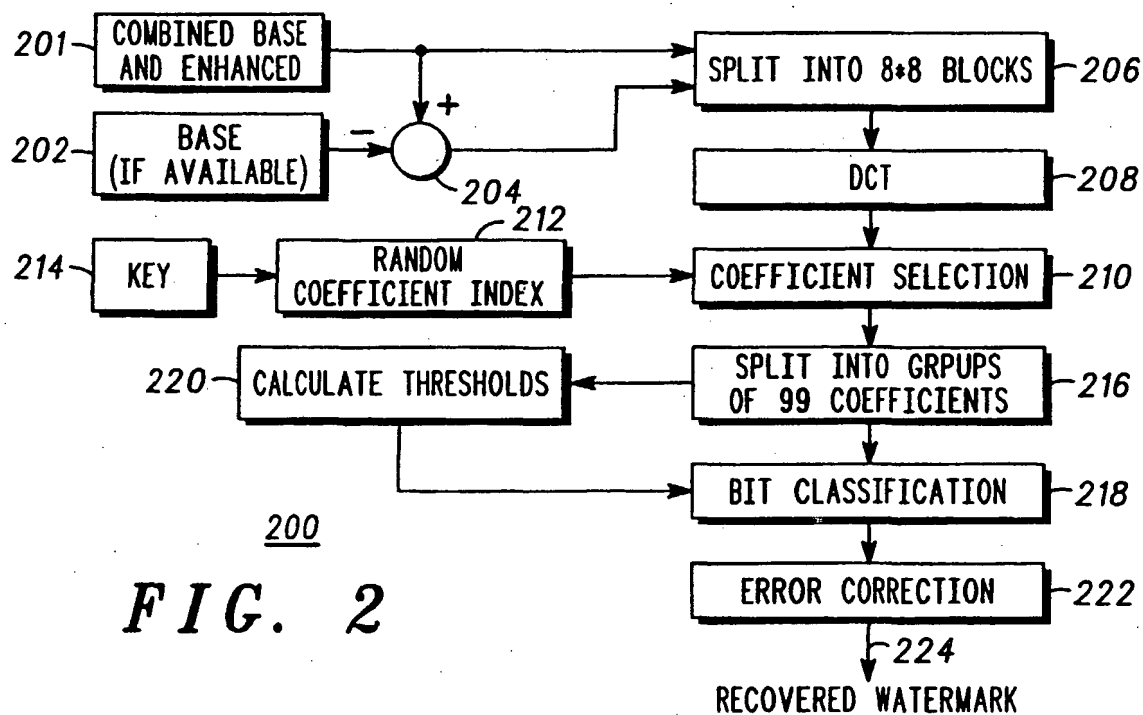 201
COMBINED BASE
AND ENHANCED
SPLIT INTO 8*8 BLOCKS
206
+
202
BASE
(IF AVAILABLE)
−
204
DCT
208
214
KEY
212
RANDOM
COEFFICIENT INDEX
COEFFICIENT SELECTION
210
220
CALCULATE THRESHOLDS
SPLIT INTO GRPUPS
OF 99 COEFFICIENTS
216
BIT CLASSIFICATION
218
200
FIG. 2
ERROR CORRECTION
222
224
RECOVERED WATERMARK